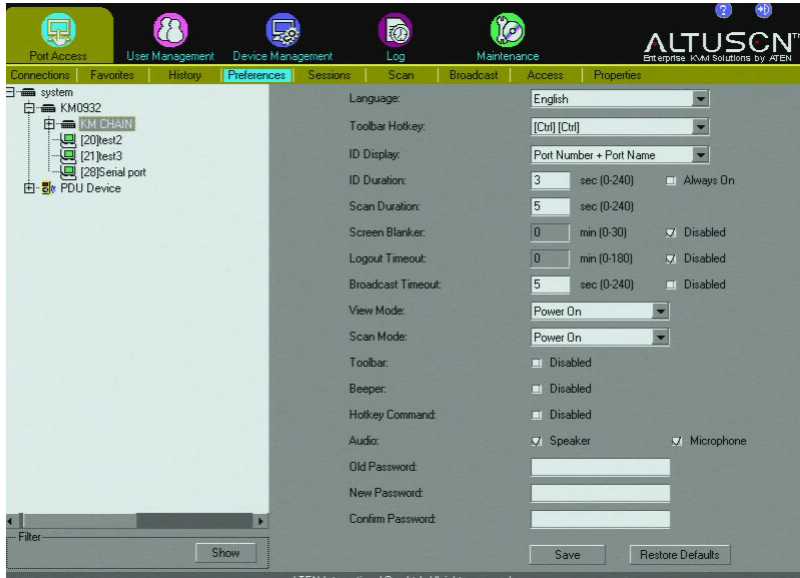 Port Access User Management Device Management Log Maintenance
ALTUSCN™
Enterprise KVM Solutions by ATEN
Connections Favorites History Preferences Sessions Scan Broadcast Access Properties
system
KM0932
KM CHAIN
[20]test2
[21]test3
[28]Serial port
PDU Device
Filter
Show
Language: English
Toolbar Hotkey: [Ctrl] [Ctrl]
ID Display: Port Number + Port Name
ID Duration: 3 sec (0-240) Always On
Scan Duration: 5 sec (0-240)
Screen Blanker: 0 min (0-30) Disabled
Logout Timeout: 0 min (0-180) Disabled
Broadcast Timeout: 5 sec (0-240) Disabled
View Mode: Power On
Scan Mode: Power On
Toolbar: Disabled
Beeper: Disabled
Hotkey Command: Disabled
Audio: Speaker Microphone
Old Password:
New Password:
Confirm Password:
Save Restore Defaults